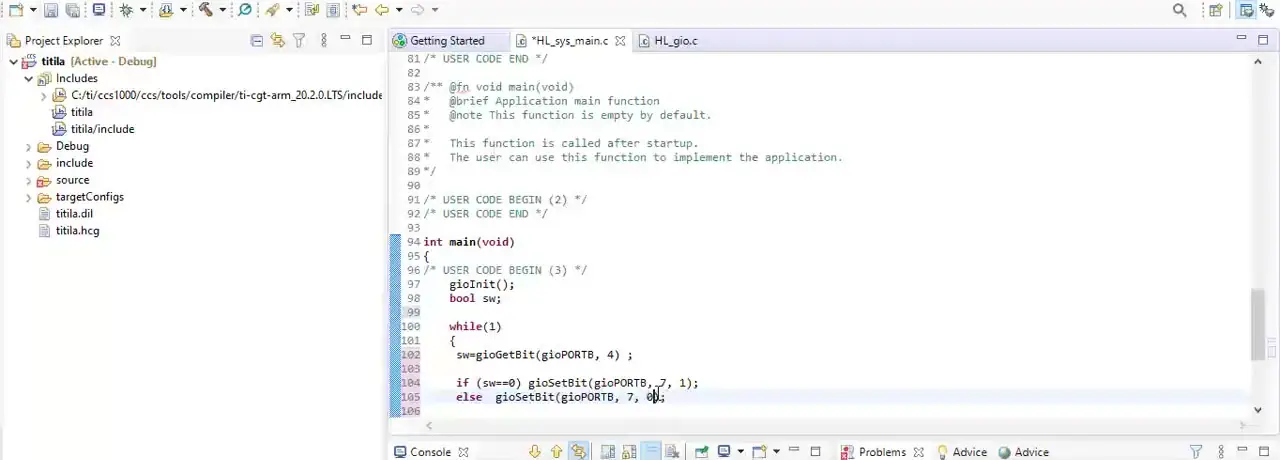 Project Explorer
titila [Active - Debug]
Includes
C:/ti/ccs1000/ccs/tools/compiler/ti-cgt-arm_20.2.0.LTS/include
titila
titila/include
Debug
include
source
targetConfigs
titila.dil
titila.hcg
Getting Started
*HL_sys_main.c
HL_gio.c
81 /* USER CODE END */
82
83 /** @fn void main(void)
84 *   @brief Application main function
85 *   @note This function is empty by default.
86 *
87 *   This function is called after startup.
88 *   The user can use this function to implement the application.
89 */
90
91 /* USER CODE BEGIN (2) */
92 /* USER CODE END */
93
94 int main(void)
95 {
96 /* USER CODE BEGIN (3) */
97 gioInit();
98 bool sw;
99
100 while(1)
101 {
102 sw=gioGetBit(gioPORTB, 4) ;
103
104 if (sw==0) gioSetBit(gioPORTB, 7, 1);
105 else  gioSetBit(gioPORTB, 7, 0);
106
Console
Problems
Advice
Advice